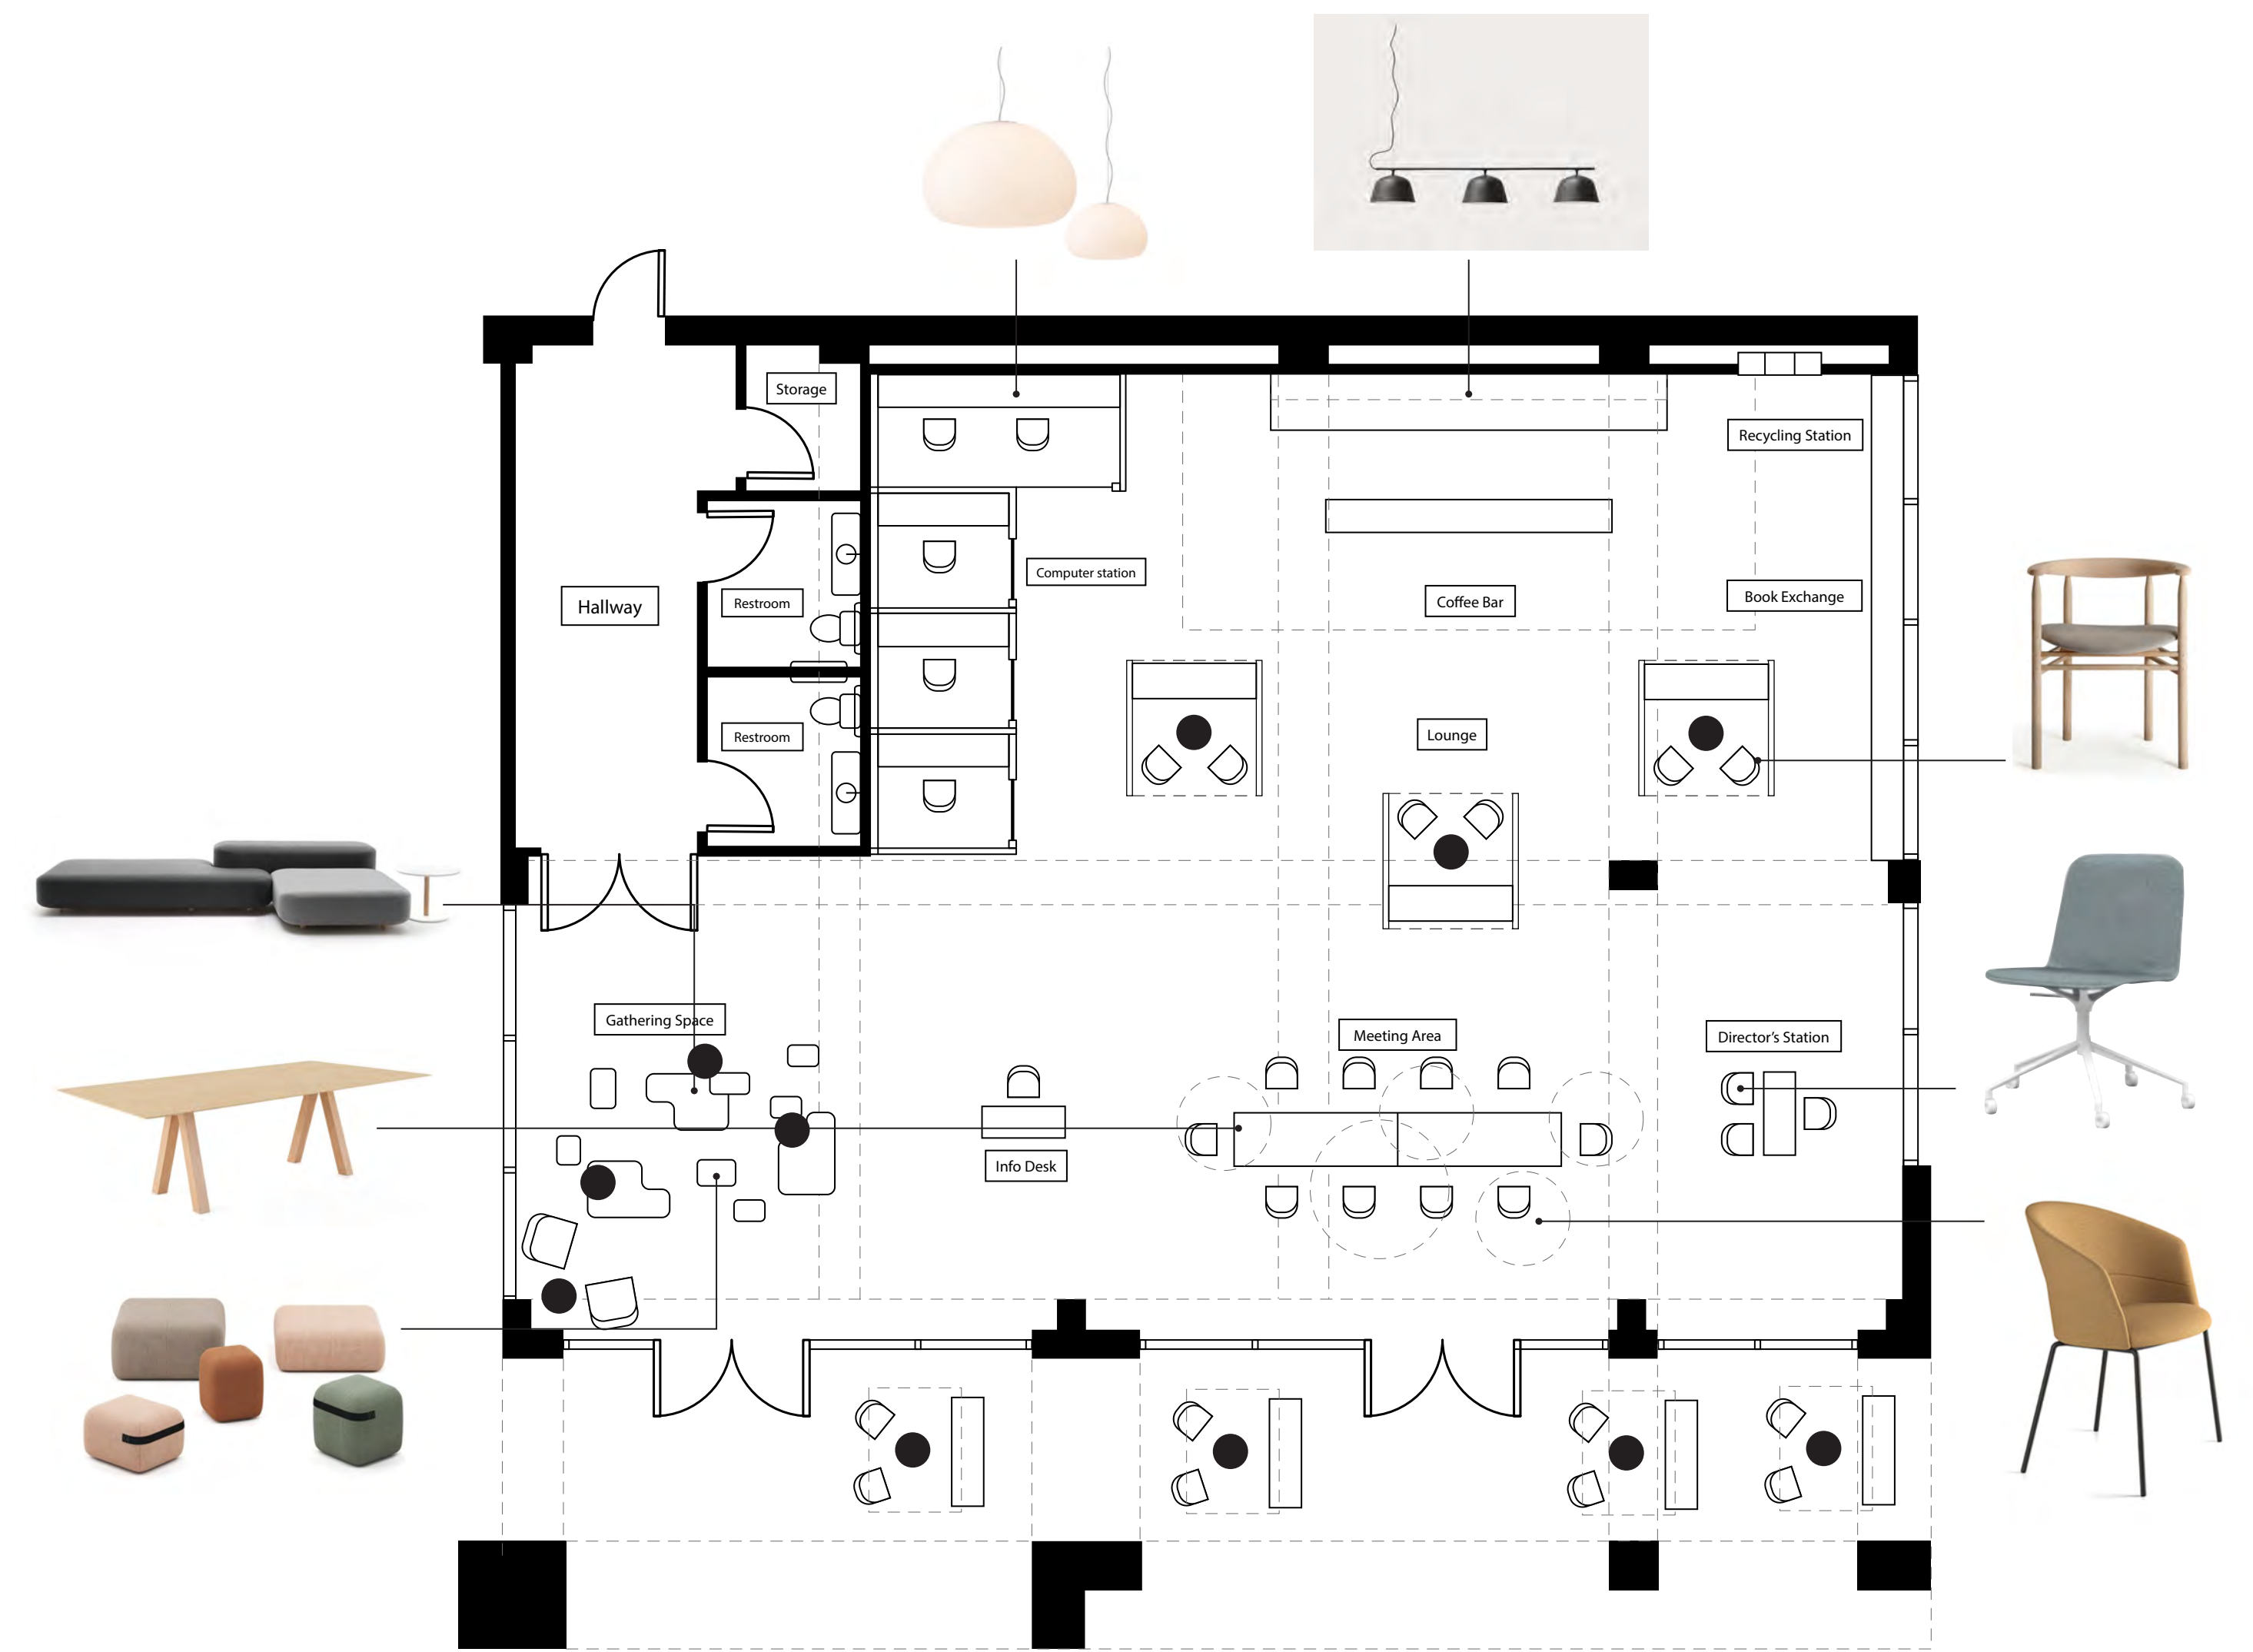 Storage
Recycling Station
Computer station
Book Exchange
Hallway
Restroom
Coffee Bar
Restroom
Lounge
Gathering Space
Meeting Area
Director's Station
Info Desk